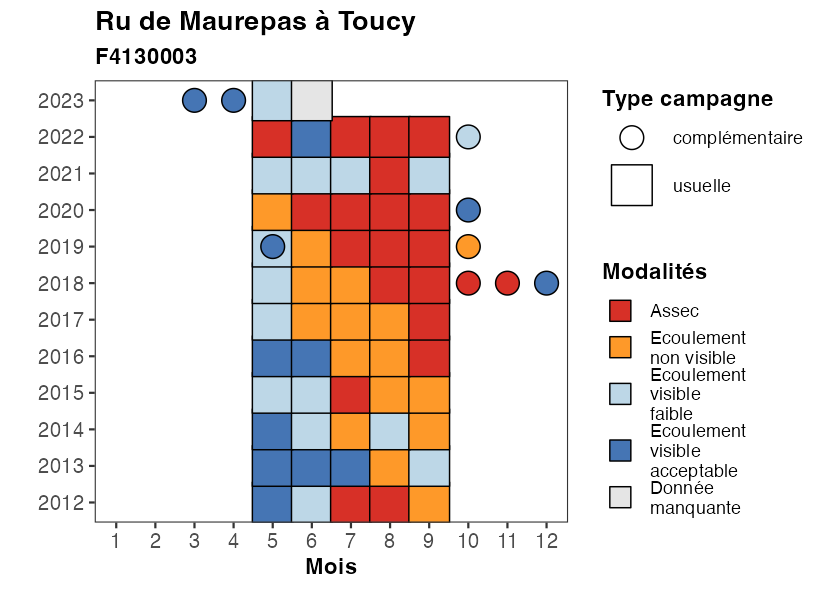 Ru de Maurepas à Toucy
F4130003
2023
2022
2021
2020
2019
2018
2017
2016
2015
2014
2013
2012
1 2 3 4 5 6 7 8 9 10 11 12
Mois
Type campagne
complémentaire
usuelle
Modalités
Assec
Ecoulement
non visible
Ecoulement
visible
faible
Ecoulement
visible
acceptable
Donnée
manquante